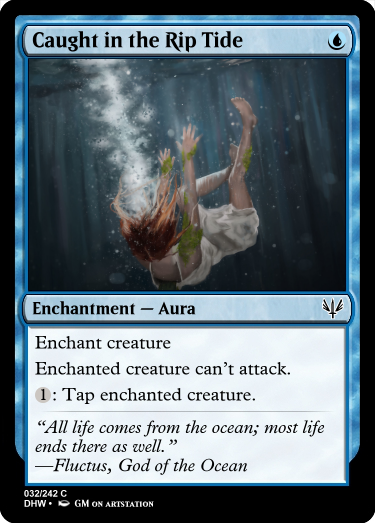 Caught in the Rip Tide
Enchantment — Aura
Enchant creature
Enchanted creature can't attack.
1: Tap enchanted creature.
"All life comes from the ocean; most life
ends there as well."
—Fluctus, God of the Ocean
032/242 C
DHW • GM ON ARTSTATION